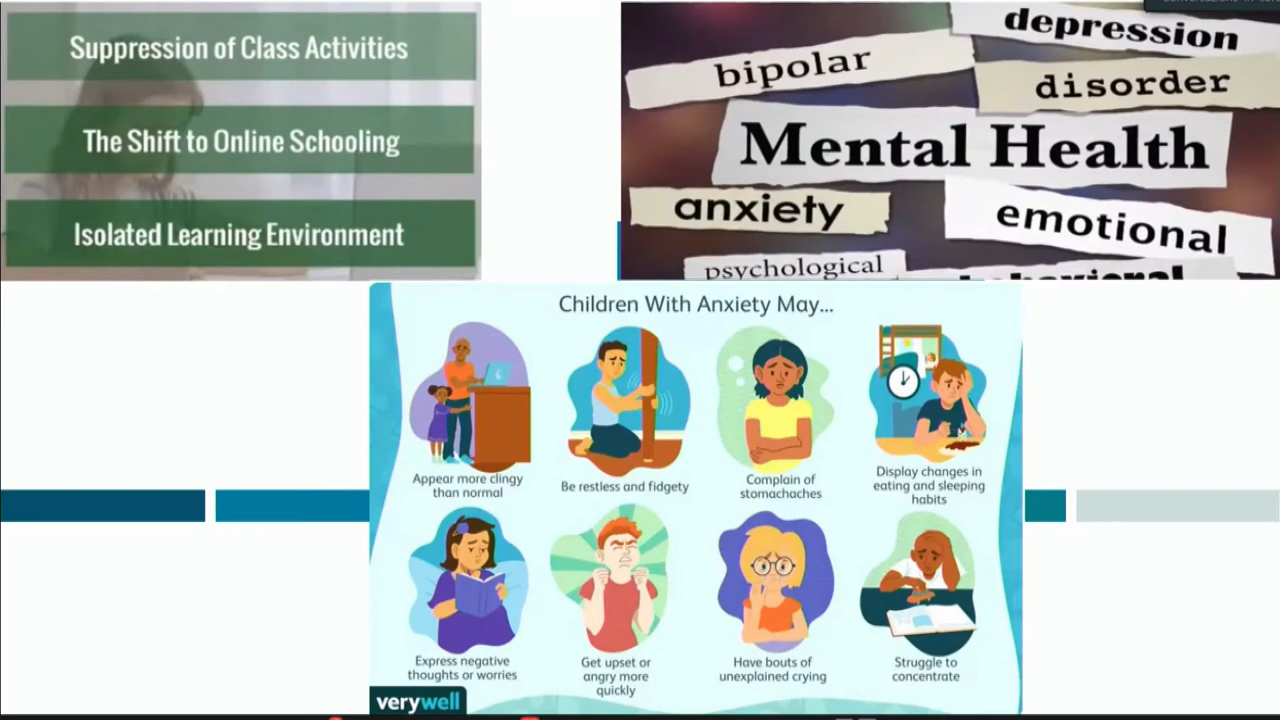 Suppression of Class Activities
The Shift to Online Schooling
Isolated Learning Environment
depression
bipolar
disorder
Mental Health
anxiety
emotional
psychological
Children With Anxiety May...
Appear more clingy
than normal
Be restless and fidgety
Complain of
stomachaches
Display changes in
eating and sleeping
habits
Express negative
thoughts or worries
Get upset or
angry more
quickly
Have bouts of
unexplained crying
Struggle to
concentrate
verywell